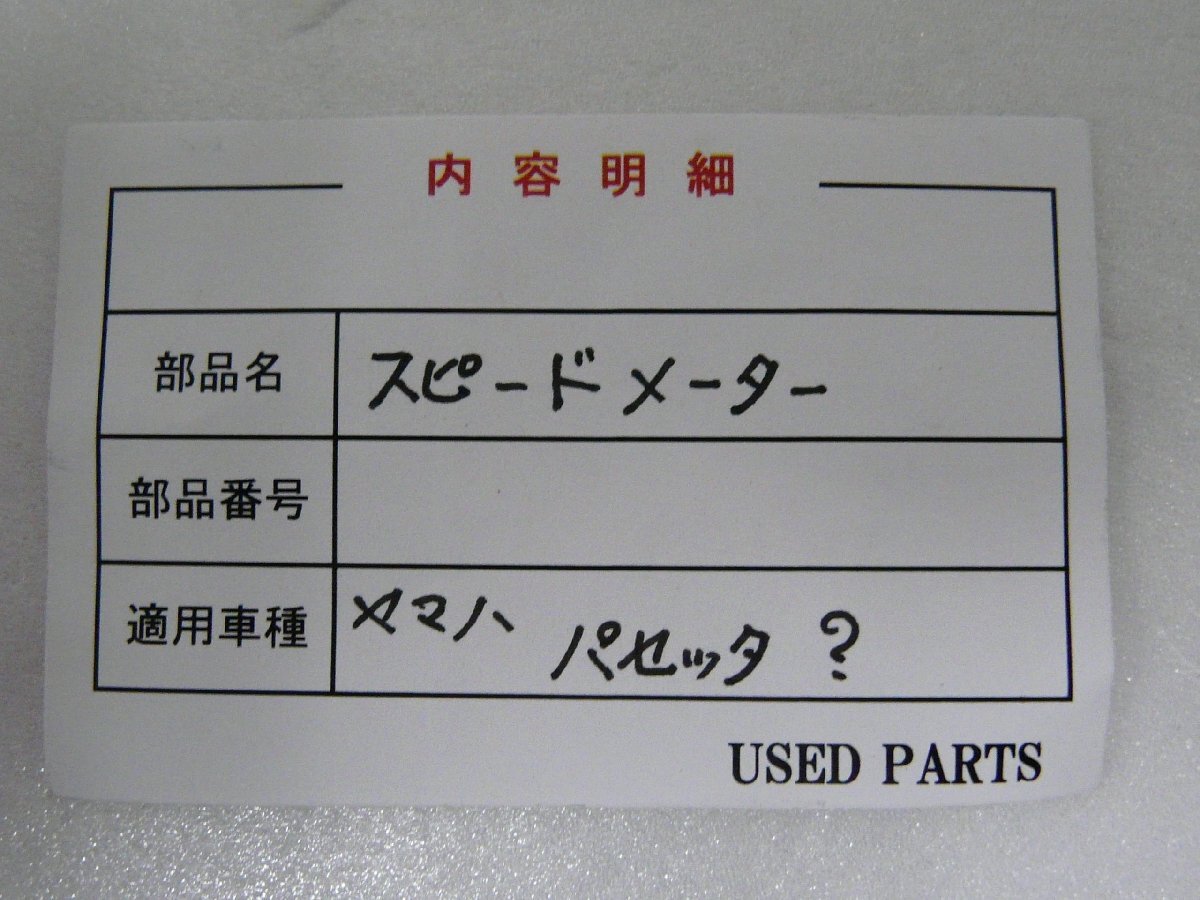 内容明細
部品名 スピードメーター
部品番号
適用車種 ヤマハ パセッタ ?
USED PARTS